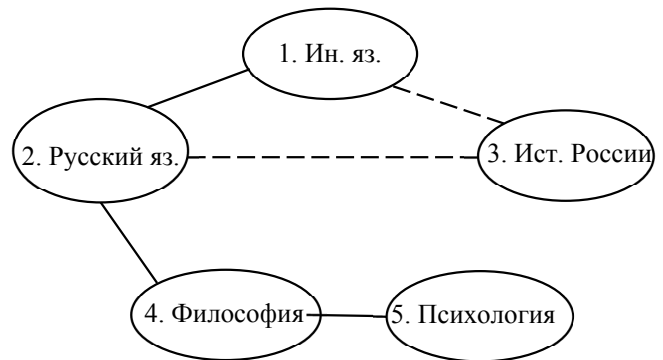 1. Ин. яз.
2. Русский яз.
3. Ист. России
4. Философия
5. Психология